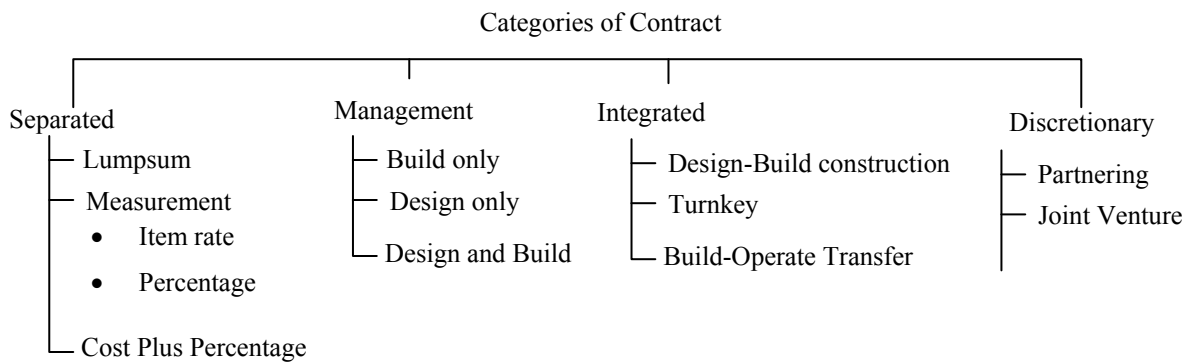 Categories of Contract
Separated
Lumpsum
Measurement
• Item rate
• Percentage
Cost Plus Percentage
Management
Build only
Design only
Design and Build
Integrated
Design-Build construction
Turnkey
Build-Operate Transfer
Discretionary
Partnering
Joint Venture